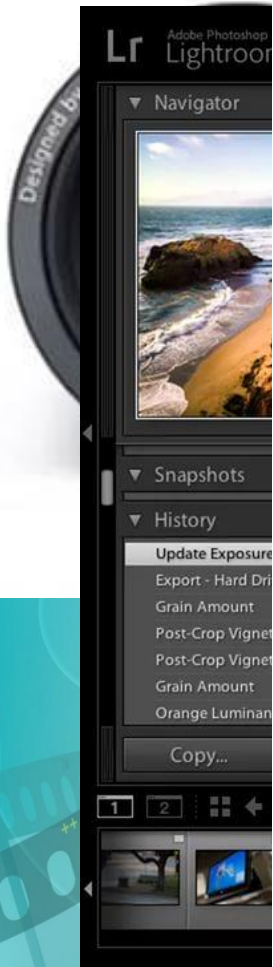 Designed by
Lr Adobe Photoshop
Lightroom
Navigator
Snapshots
History
Update Exposure
Export - Hard Dri
Grain Amount
Post-Crop Vignet
Post-Crop Vignet
Grain Amount
Orange Luminan
Copy...
1 2